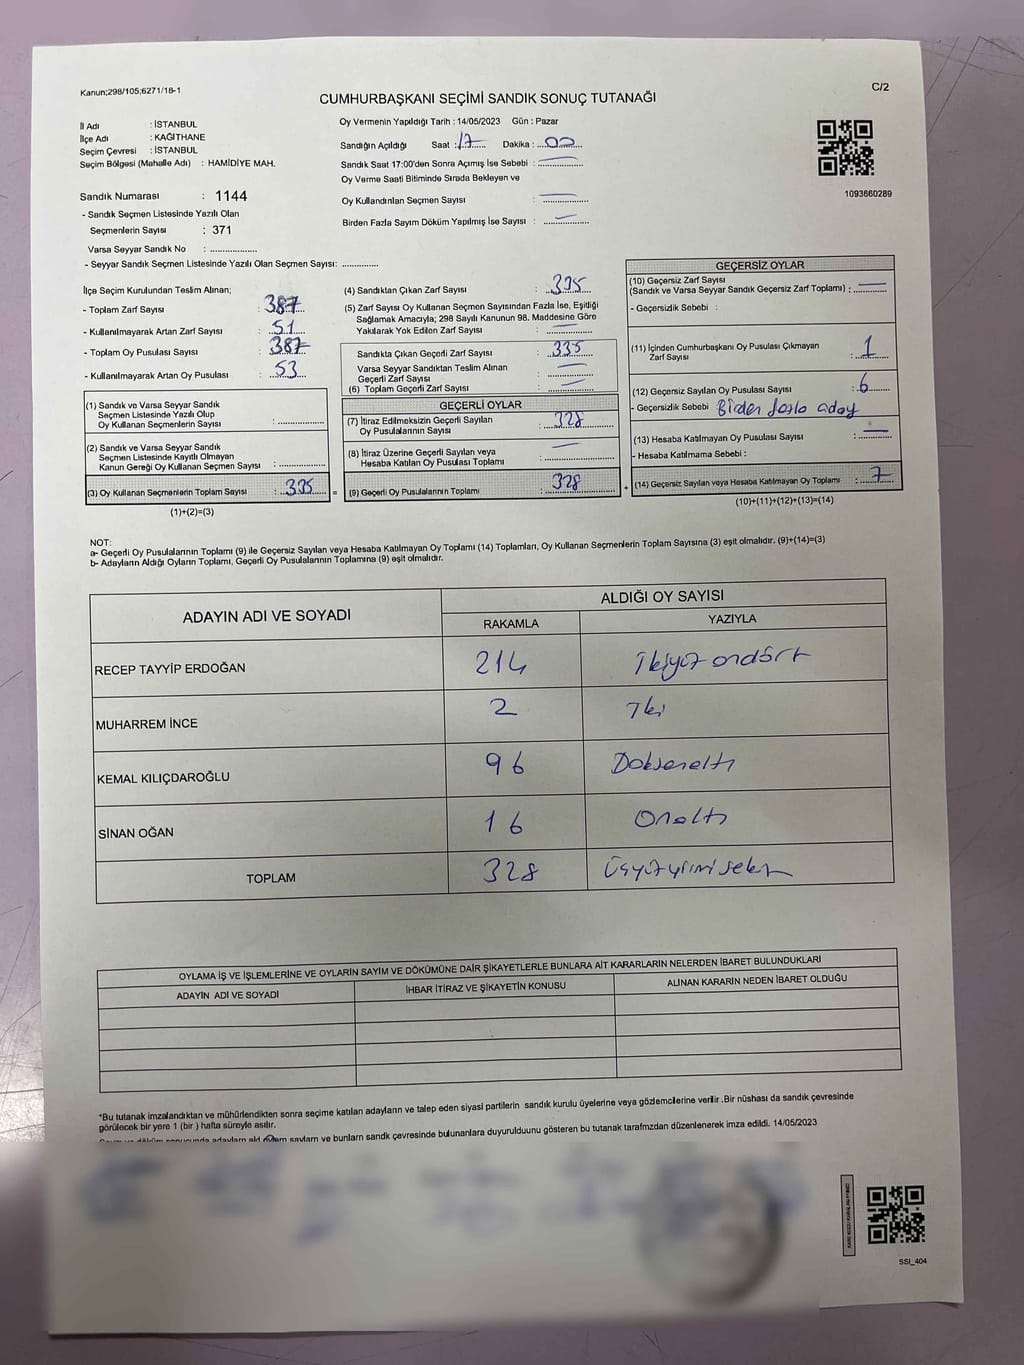 Kanun;298/105;6271/18-1
C/2
CUMHURBAŞKANI SEÇİMİ SANDIK SONUÇ TUTANAĞI
İl Adı : İSTANBUL
İlçe Adı : KAĞITHANE
Seçim Çevresi : İSTANBUL
Seçim Bölgesi (Mahalle Adı) : HAMİDİYE MAH.
Sandık Numarası : 1144
- Sandık Seçmen Listesinde Yazılı Olan
Seçmenlerin Sayısı : 371
Varsa Seyyar Sandık No : ....................
- Seyyar Sandık Seçmen Listesinde Yazılı Olan Seçmen Sayısı: ...............
Oy Vermenin Yapıldığı Tarih : 14/05/2023 Gün : Pazar
Sandığın Açıldığı Saat : 17 Dakika : 00
Sandık Saat 17:00'den Sonra Açımış İse Sebebi : —
Oy Verme Saati Bitiminde Sırada Bekleyen ve
Oy Kullandırılan Seçmen Sayısı : —
Birden Fazla Sayım Döküm Yapılmış İse Sayısı : —
1093660289
İlçe Seçim Kurulundan Teslim Alınan;
- Toplam Zarf Sayısı : 387
- Kullanılmayarak Artan Zarf Sayısı : 51
- Toplam Oy Pusulası Sayısı : 387
- Kullanılmayarak Artan Oy Pusulası : 53
(1) Sandık ve Varsa Seyyar Sandık
Seçmen Listesinde Yazılı Olup
Oy Kullanan Seçmenlerin Sayısı : ...............
(2) Sandık ve Varsa Seyyar Sandık
Seçmen Listesinde Kayıtlı Olmayan
Kanun Gereği Oy Kullanan Seçmen Sayısı : ...............
(3) Oy Kullanan Seçmenlerin Toplam Sayısı : 335
(1)+(2)=(3)
=
(4) Sandıktan Çıkan Zarf Sayısı : 335
(5) Zarf Sayısı Oy Kullanan Seçmen Sayısından Fazla İse, Eşitliği
Sağlamak Amacıyla; 298 Sayılı Kanunun 98. Maddesine Göre
Yakılarak Yok Edilen Zarf Sayısı : —
Sandıkta Çıkan Geçerli Zarf Sayısı : 335
Varsa Seyyar Sandıktan Teslim Alınan
Geçerli Zarf Sayısı : —
(6) Toplam Geçerli Zarf Sayısı : —
GEÇERLİ OYLAR
(7) İtiraz Edilmeksizin Geçerli Sayılan
Oy Pusulalarının Sayısı : 328
(8) İtiraz Üzerine Geçerli Sayılan veya
Hesaba Katılan Oy Pusulası Toplamı : —
(9) Geçerli Oy Pusulalarının Toplamı : 328
+
GEÇERSİZ OYLAR
(10) Geçersiz Zarf Sayısı
(Sandık ve Varsa Seyyar Sandık Geçersiz Zarf Toplamı) : —
- Geçersizlik Sebebi :
(11) İçinden Cumhurbaşkanı Oy Pusulası Çıkmayan
Zarf Sayısı : 1
(12) Geçersiz Sayılan Oy Pusulası Sayısı : 6
- Geçersizlik Sebebi Birden fazla aday
(13) Hesaba Katılmayan Oy Pusulası Sayısı : —
- Hesaba Katılmama Sebebi :
(14) Geçersiz Sayılan veya Hesaba Katılmayan Oy Toplamı : 7
(10)+(11)+(12)+(13)=(14)
NOT:
a- Geçerli Oy Pusulalarının Toplamı (9) ile Geçersiz Sayılan veya Hesaba Katılmayan Oy Toplamı (14) Toplamları, Oy Kullanan Seçmenlerin Toplam Sayısına (3) eşit olmalıdır. (9)+(14)=(3)
b- Adayların Aldığı Oyların Toplamı, Geçerli Oy Pusulalarının Toplamına (9) eşit olmalıdır.
ADAYIN ADI VE SOYADI
ALDIĞI OY SAYISI
RAKAMLA YAZIYLA
RECEP TAYYİP ERDOĞAN 214 İkiyüz ondört
MUHARREM İNCE 2 İki
KEMAL KILIÇDAROĞLU 96 Doksanaltı
SİNAN OĞAN 16 Onaltı
TOPLAM 328 Üçyüzyirmisekiz
OYLAMA İŞ VE İŞLEMLERİNE VE OYLARIN SAYIM VE DÖKÜMÜNE DAİR ŞİKAYETLERLE BUNLARA AİT KARARLARIN NELERDEN İBARET BULUNDUKLARI
ADAYIN ADI VE SOYADI İHBAR İTİRAZ VE ŞİKAYETİN KONUSU ALINAN KARARIN NEDEN İBARET OLDUĞU
*Bu tutanak imzalandıktan ve mühürlendikten sonra seçime katılan adayların ve talep eden siyasi partilerin sandık kurulu üyelerine veya gözlemcilerine verilir .Bir nüshası da sandık çevresinde
görülecek bir yere 1 (bir ) hafta süreyle asılır.
ve bunların sandık çevresinde bulunanlara duyurulduunu gösteren bu tutanak tarafımızdan düzenlenerek imza edildi. 14/05/2023
SSI_404